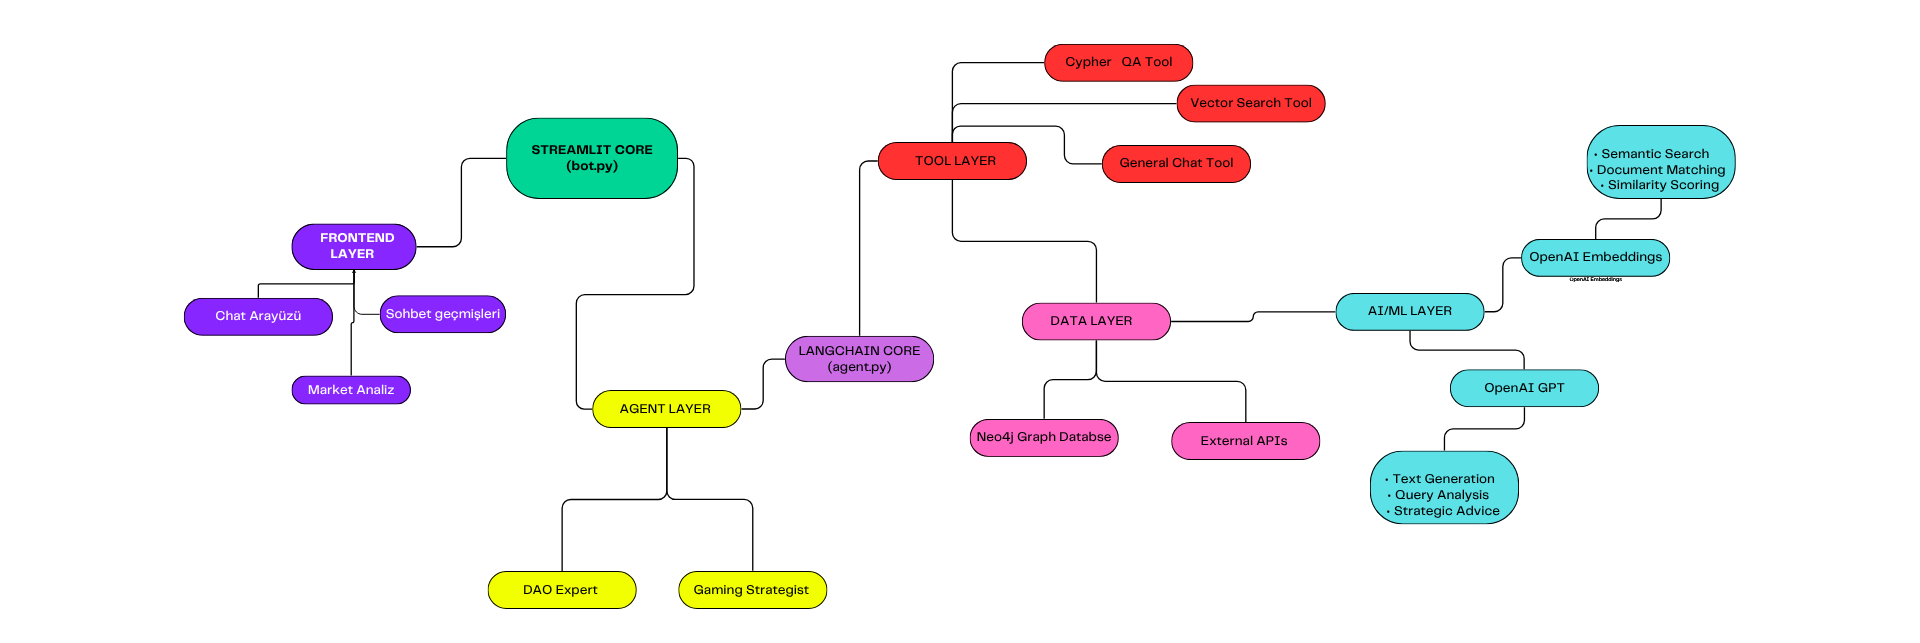 STREAMLIT CORE
(bot.py)
FRONTEND
LAYER
Chat Arayüzü
Sohbet geçmişleri
Market Analiz
AGENT LAYER
DAO Expert
Gaming Strategist
LANGCHAIN CORE
(agent.py)
TOOL LAYER
Cypher QA Tool
Vector Search Tool
General Chat Tool
DATA LAYER
Neo4j Graph Databse
External APIs
AI/ML LAYER
OpenAI Embeddings
OpenAI Embeddings
• Semantic Search
• Document Matching
• Similarity Scoring
OpenAI GPT
• Text Generation
• Query Analysis
• Strategic Advice